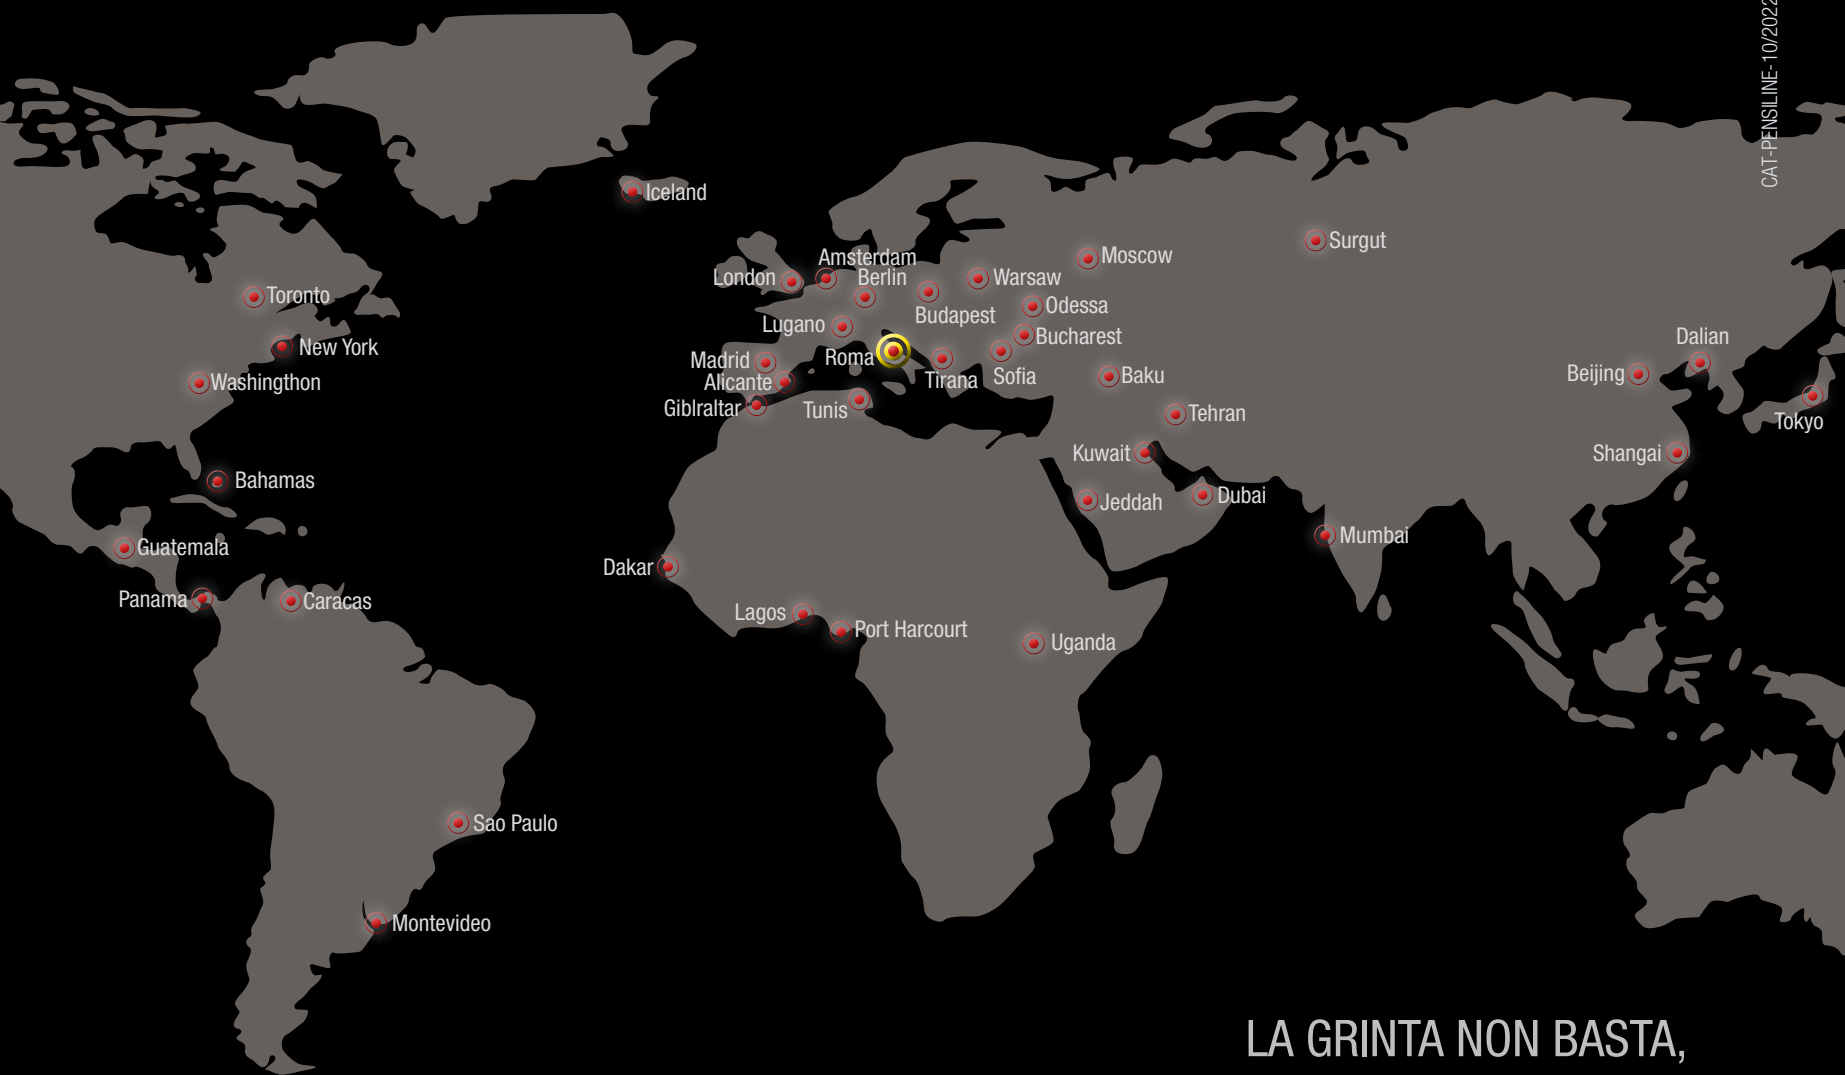 CAT-PENSILINE-10/2022
Iceland
Surgut
Moscow
Amsterdam
London
Berlin
Warsaw
Toronto
Budapest
Odessa
Lugano
Bucharest
Dalian
New York
Madrid
Roma
Tirana
Sofia
Baku
Beijing
Washingthon
Alicante
Giblraltar
Tunis
Tehran
Tokyo
Kuwait
Shangai
Bahamas
Jeddah
Dubai
Mumbai
Guatemala
Dakar
Panama
Caracas
Lagos
Port Harcourt
Uganda
Sao Paulo
Montevideo
LA GRINTA NON BASTA,